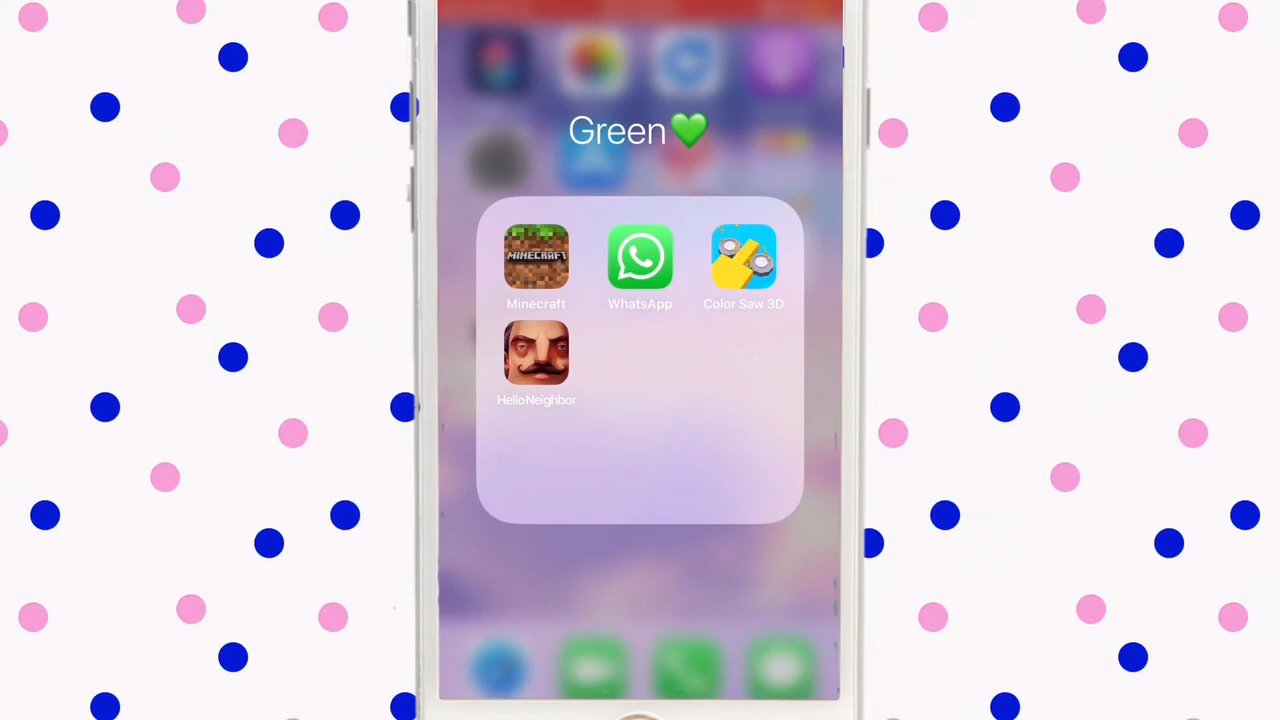 Green💚
MINECRAFT
Minecraft
WhatsApp
Color Saw 3D
HelloNeighbor